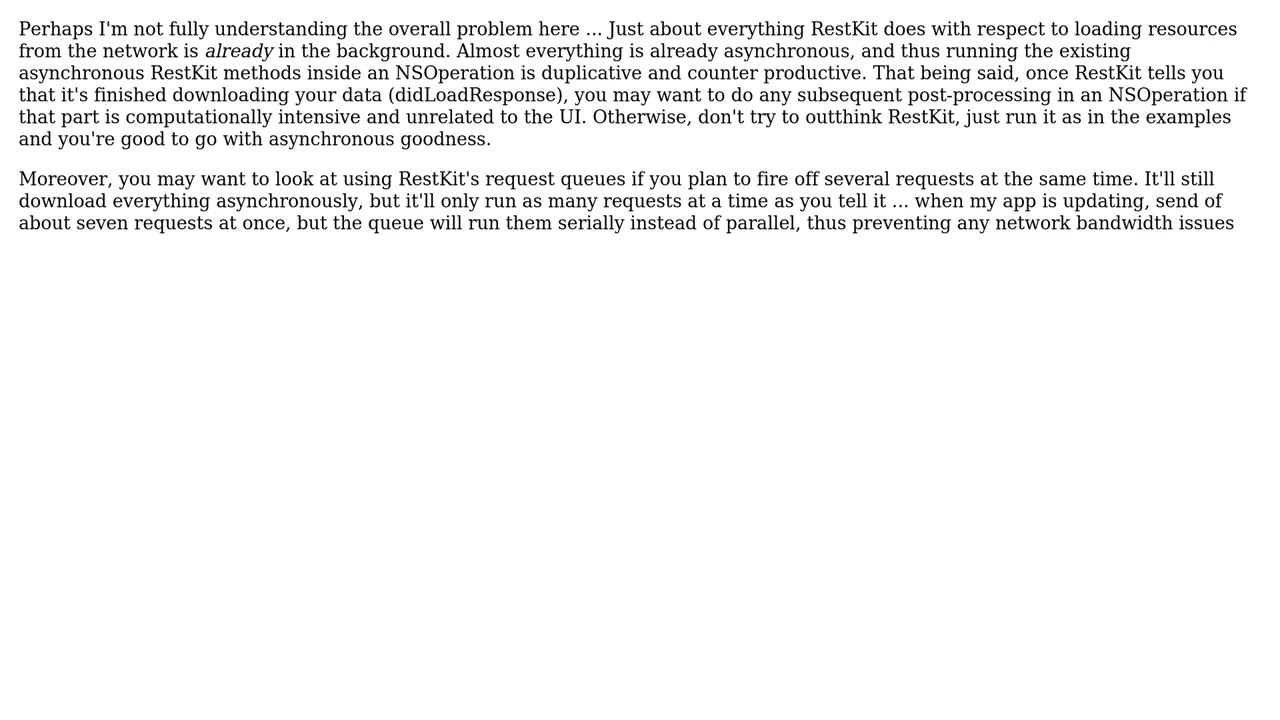 Perhaps I'm not fully understanding the overall problem here ... Just about everything RestKit does with respect to loading resources
from the network is already in the background. Almost everything is already asynchronous, and thus running the existing
asynchronous RestKit methods inside an NSOperation is duplicative and counter productive. That being said, once RestKit tells you
that it's finished downloading your data (didLoadResponse), you may want to do any subsequent post-processing in an NSOperation if
that part is computationally intensive and unrelated to the UI. Otherwise, don't try to outthink RestKit, just run it as in the examples
and you're good to go with asynchronous goodness.
Moreover, you may want to look at using RestKit's request queues if you plan to fire off several requests at the same time. It'll still
download everything asynchronously, but it'll only run as many requests at a time as you tell it ... when my app is updating, send of
about seven requests at once, but the queue will run them serially instead of parallel, thus preventing any network bandwidth issues